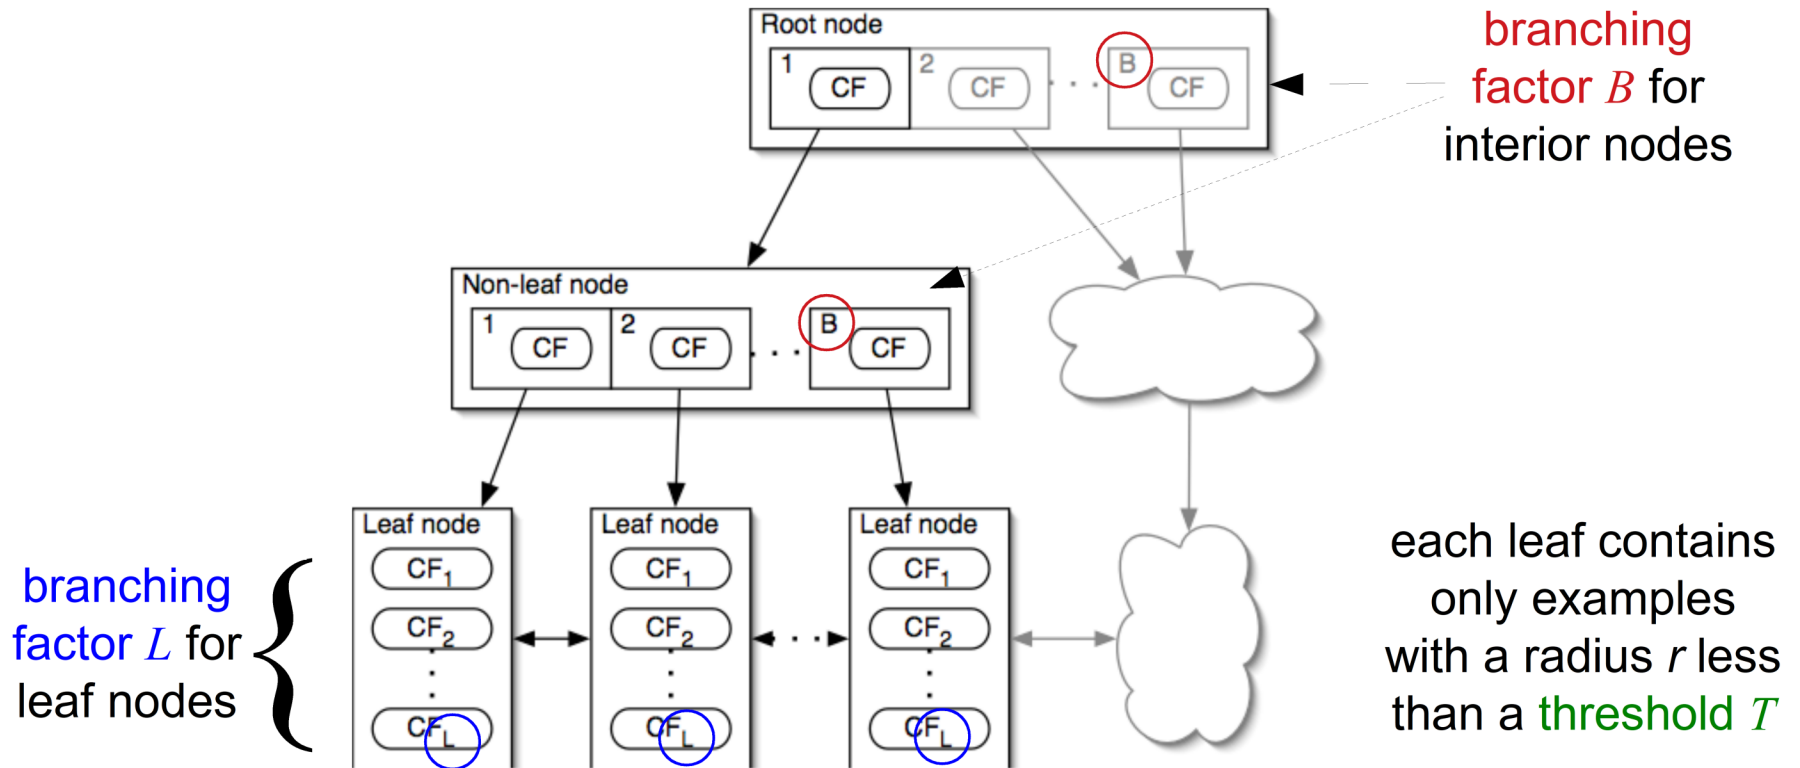 Root node
1 CF 2 CF . . . B CF
branching
factor B for
interior nodes
Non-leaf node
1 CF 2 CF . . . B CF
Leaf node
CF1
CF2
CFL
Leaf node
CF1
CF2
CFL
Leaf node
CF1
CF2
CFL
branching
factor L for
leaf nodes
each leaf contains
only examples
with a radius r less
than a threshold T